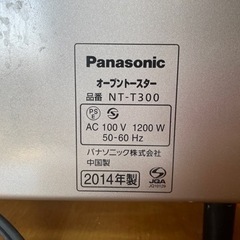 Panasonic
オーブントースター
品番 NT-T300
PS E
AC 100 V 1200 W
50-60 Hz
パナソニック株式会社
中国製
2014年製
JQA